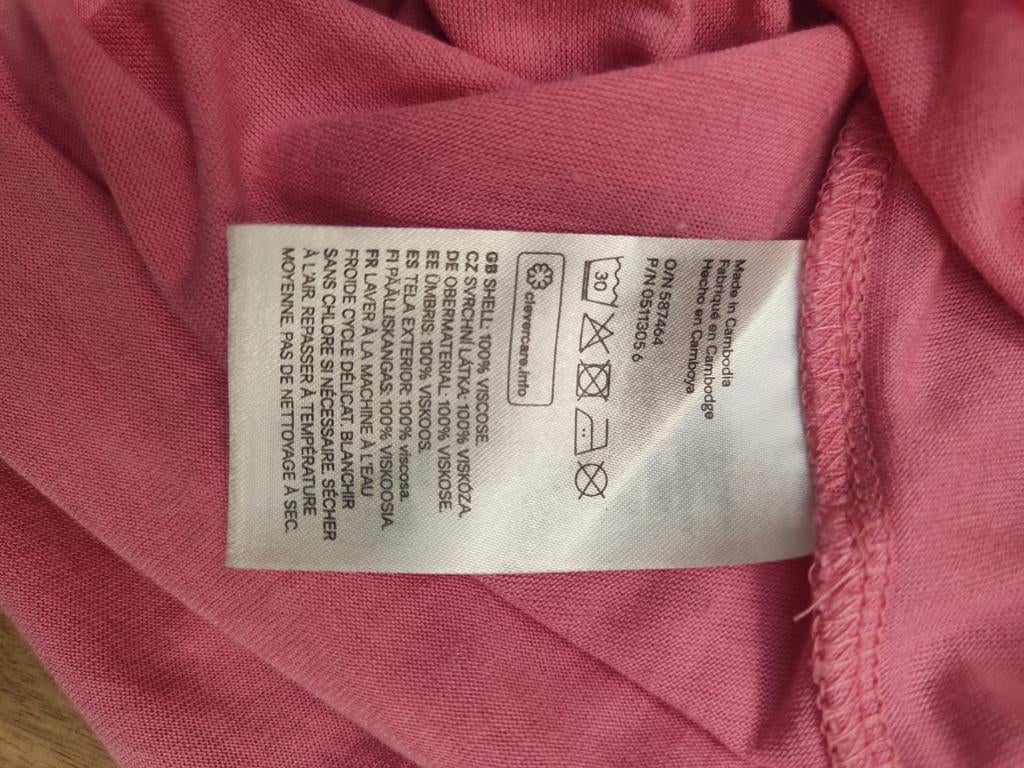 Made in Cambodia
Fabriqué en Cambodge
Hecho en Camboya
O/N 587464
P/N 0511305 6
30
clevercare.info
GB SHELL: 100% VISCOSE.
CZ SVRCHNÍ LÁTKA: 100% VISKÓZA.
DE OBERMATERIAL: 100% VISKOSE.
EE ÜMBRIS: 100% VISKOOS.
ES TELA EXTERIOR: 100% viscosa.
FI PÄÄLLISKANGAS: 100% VISKOOSIA.
FR LAVER À LA MACHINE À L'EAU
FROIDE CYCLE DÉLICAT. BLANCHIR
SANS CHLORE SI NÉCESSAIRE. SÉCHER
À L'AIR. REPASSER À TEMPÉRATURE
MOYENNE. PAS DE NETTOYAGE À SEC.